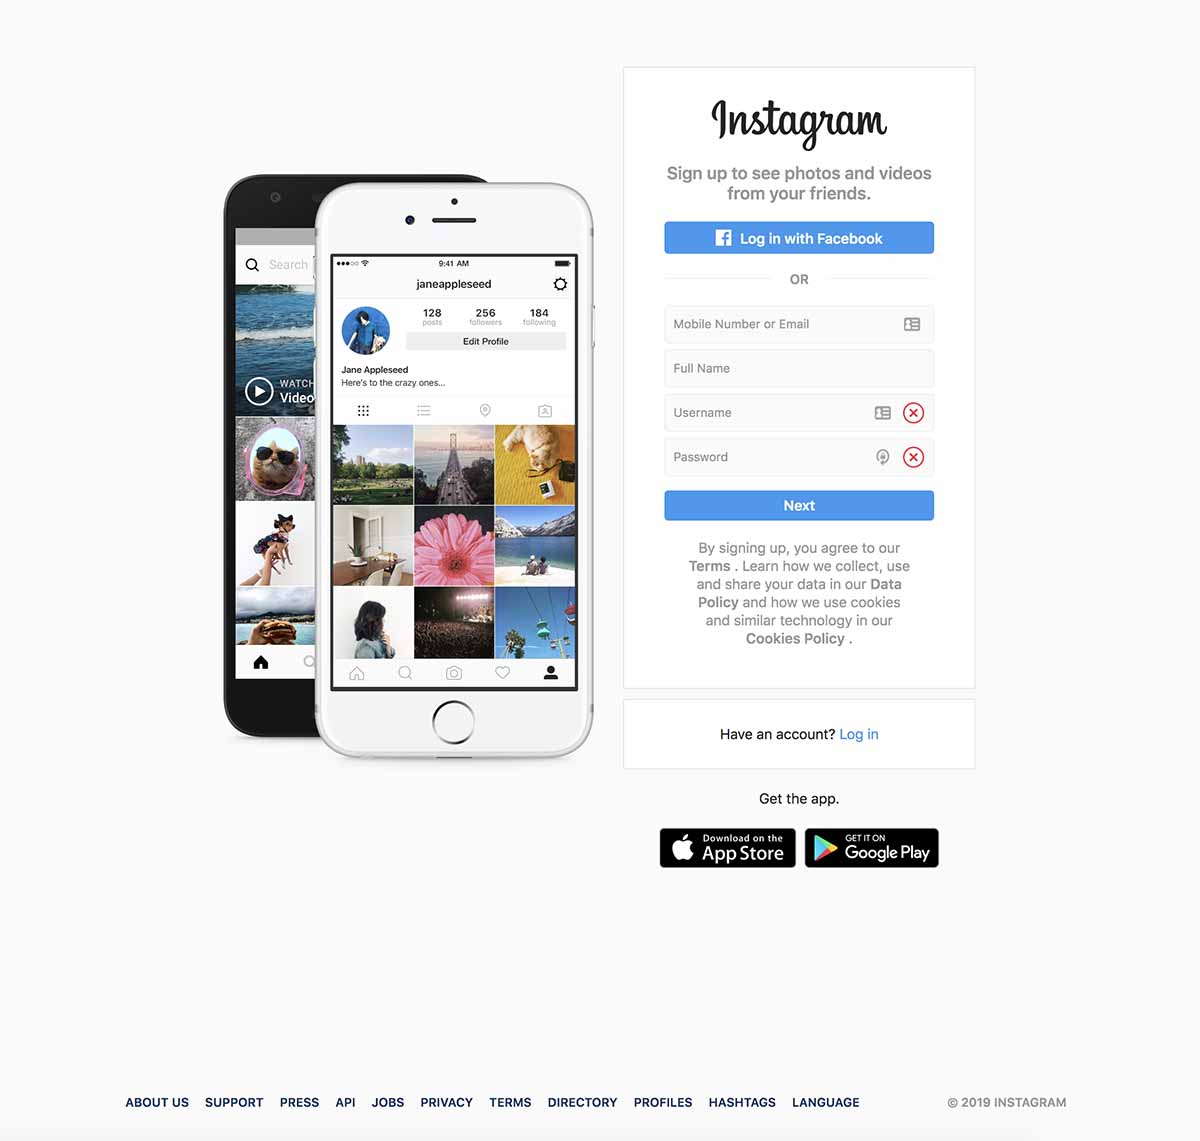 Instagram
Sign up to see photos and videos
from your friends.
Log in with Facebook
OR
Mobile Number or Email
Full Name
Username
Password
Next
By signing up, you agree to our
Terms . Learn how we collect, use
and share your data in our Data
Policy and how we use cookies
and similar technology in our
Cookies Policy .
Have an account? Log in
Get the app.
Download on the
App Store
GET IT ON
Google Play
Search
WATCH
Video
9:41 AM
janeappleseed
128 256 184
posts followers following
Edit Profile
Jane Appleseed
Here's to the crazy ones...
ABOUT US SUPPORT PRESS API JOBS PRIVACY TERMS DIRECTORY PROFILES HASHTAGS LANGUAGE © 2019 INSTAGRAM